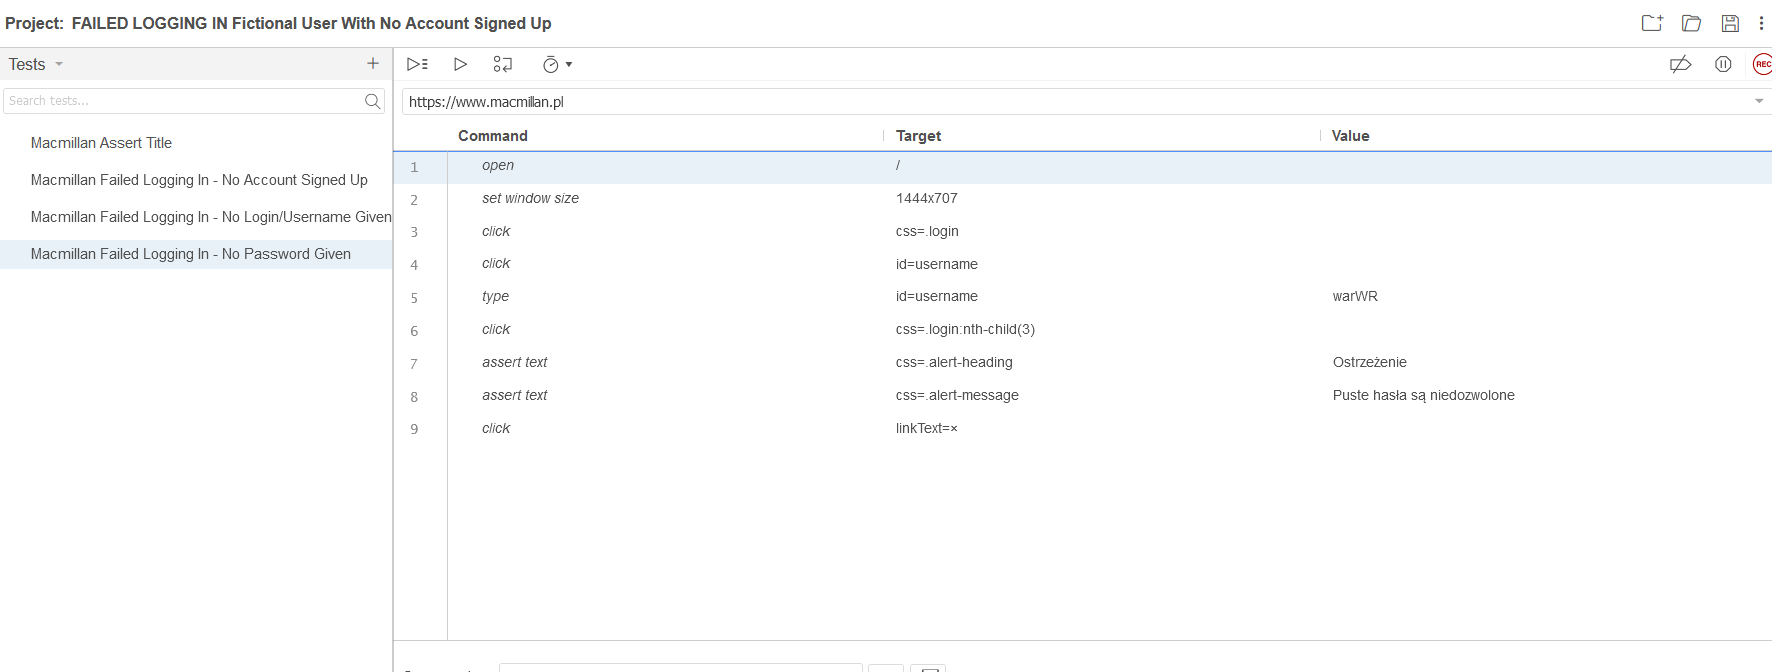 Project: FAILED LOGGING IN Fictional User With No Account Signed Up
Tests
REC
Search tests...
https://www.macmillan.pl
Macmillan Assert Title
Macmillan Failed Logging In - No Account Signed Up
Macmillan Failed Logging In - No Login/Username Given
Macmillan Failed Logging In - No Password Given
Command Target Value
1 open /
2 set window size 1444x707
3 click css=.login
4 click id=username
5 type id=username warWR
6 click css=.login:nth-child(3)
7 assert text css=.alert-heading Ostrzeżenie
8 assert text css=.alert-message Puste hasła są niedozwolone
9 click linkText=×